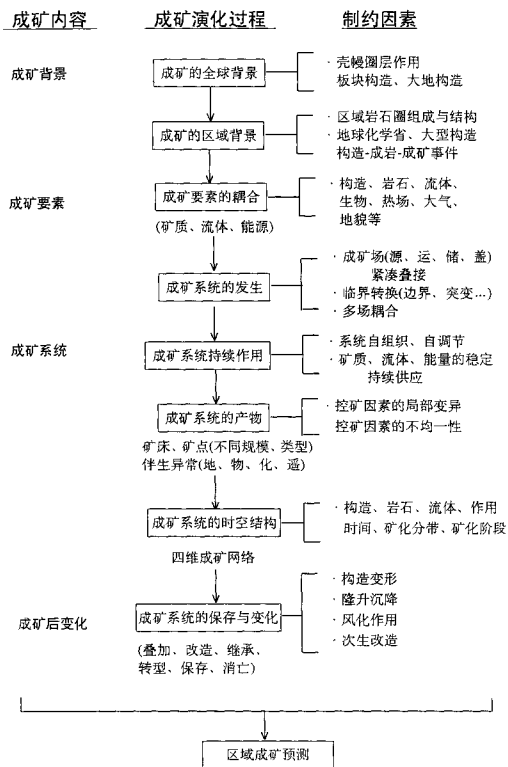 成矿内容 成矿演化过程 制约因素
成矿背景
成矿的全球背景
· 壳幔圈层作用
板块构造、大地构造
成矿的区域背景
· 区域岩石圈组成与结构
· 地球化学省、大型构造
构造-成岩-成矿事件
成矿要素
成矿要素的耦合
(矿质、流体、能源)
· 构造、岩石、流体、
生物、热场、大气、
地貌等
成矿系统的发生
· 成矿场(源、运、储、盖)
紧凑叠接
· 临界转换(边界、突变…)
· 多场耦合
成矿系统
成矿系统持续作用
· 系统自组织、自调节
· 矿质、流体、能量的稳定
持续供应
成矿系统的产物
矿床、矿点(不同规模、类型)
伴生异常(地、物、化、遥)
· 控矿因素的局部变异
控矿因素的不均一性
成矿系统的时空结构
四维成矿网络
· 构造、岩石、流体、作用
时间、矿化分带、矿化阶段
成矿后变化
成矿系统的保存与变化
(叠加、改造、继承、
转型、保存、消亡)
· 构造变形
· 隆升沉降
· 风化作用
· 次生改造
区域成矿预测